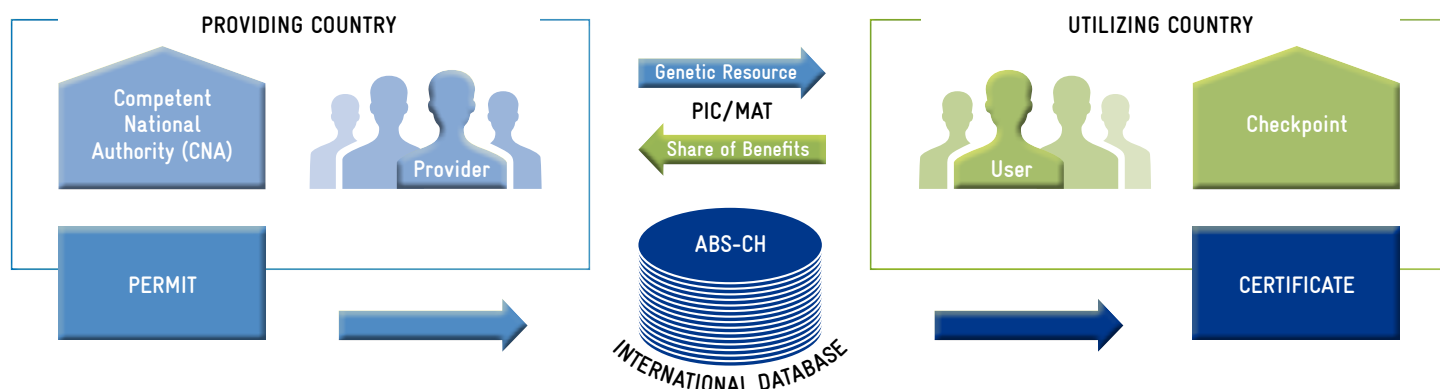 PROVIDING COUNTRY
Competent
National
Authority (CNA)
Provider
PERMIT
Genetic Resource
PIC/MAT
Share of Benefits
ABS-CH
INTERNATIONAL DATABASE
UTILIZING COUNTRY
User
Checkpoint
CERTIFICATE